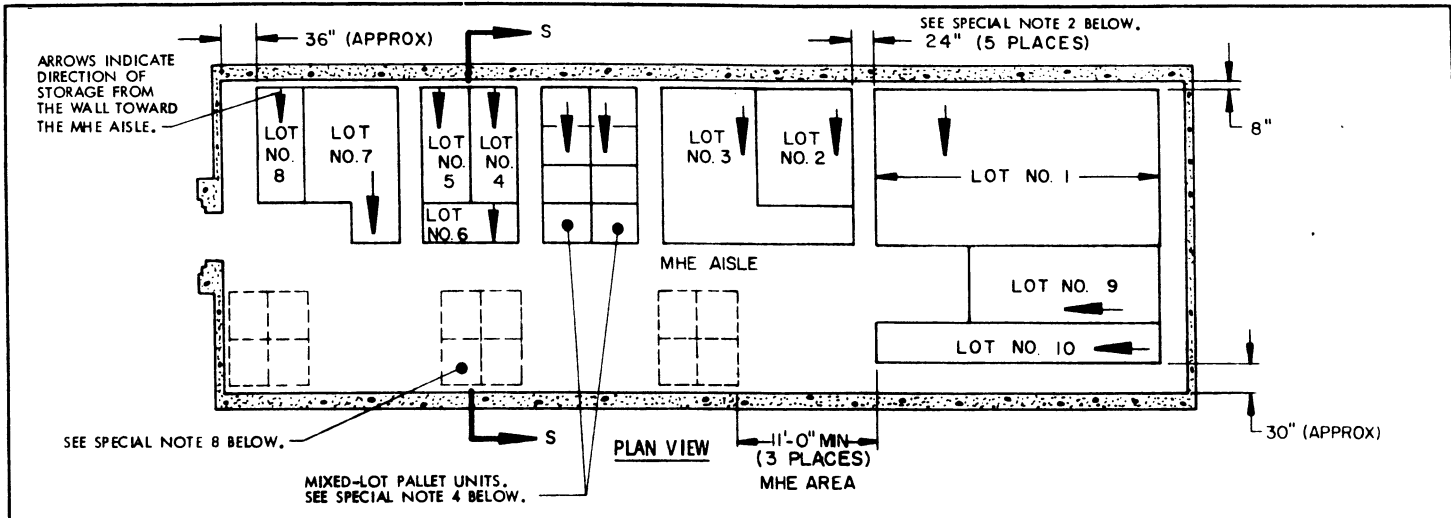 SEE SPECIAL NOTE 2 BELOW.
36" (APPROX)
S
24" (5 PLACES)
ARROWS INDICATE
DIRECTION OF
STORAGE FROM
THE WALL TOWARD
THE MHE AISLE.
8"
LOT
NO.
8
LOT
NO.7
LOT
NO.
5
LOT
NO.
4
LOT
NO.6
LOT
NO.3
LOT
NO.2
LOT NO. 1
MHE AISLE
LOT NO. 9
LOT NO. 10
SEE SPECIAL NOTE 8 BELOW.
S
PLAN VIEW
11'-0" MIN
(3 PLACES)
MHE AREA
30" (APPROX)
MIXED-LOT PALLET UNITS.
SEE SPECIAL NOTE 4 BELOW.